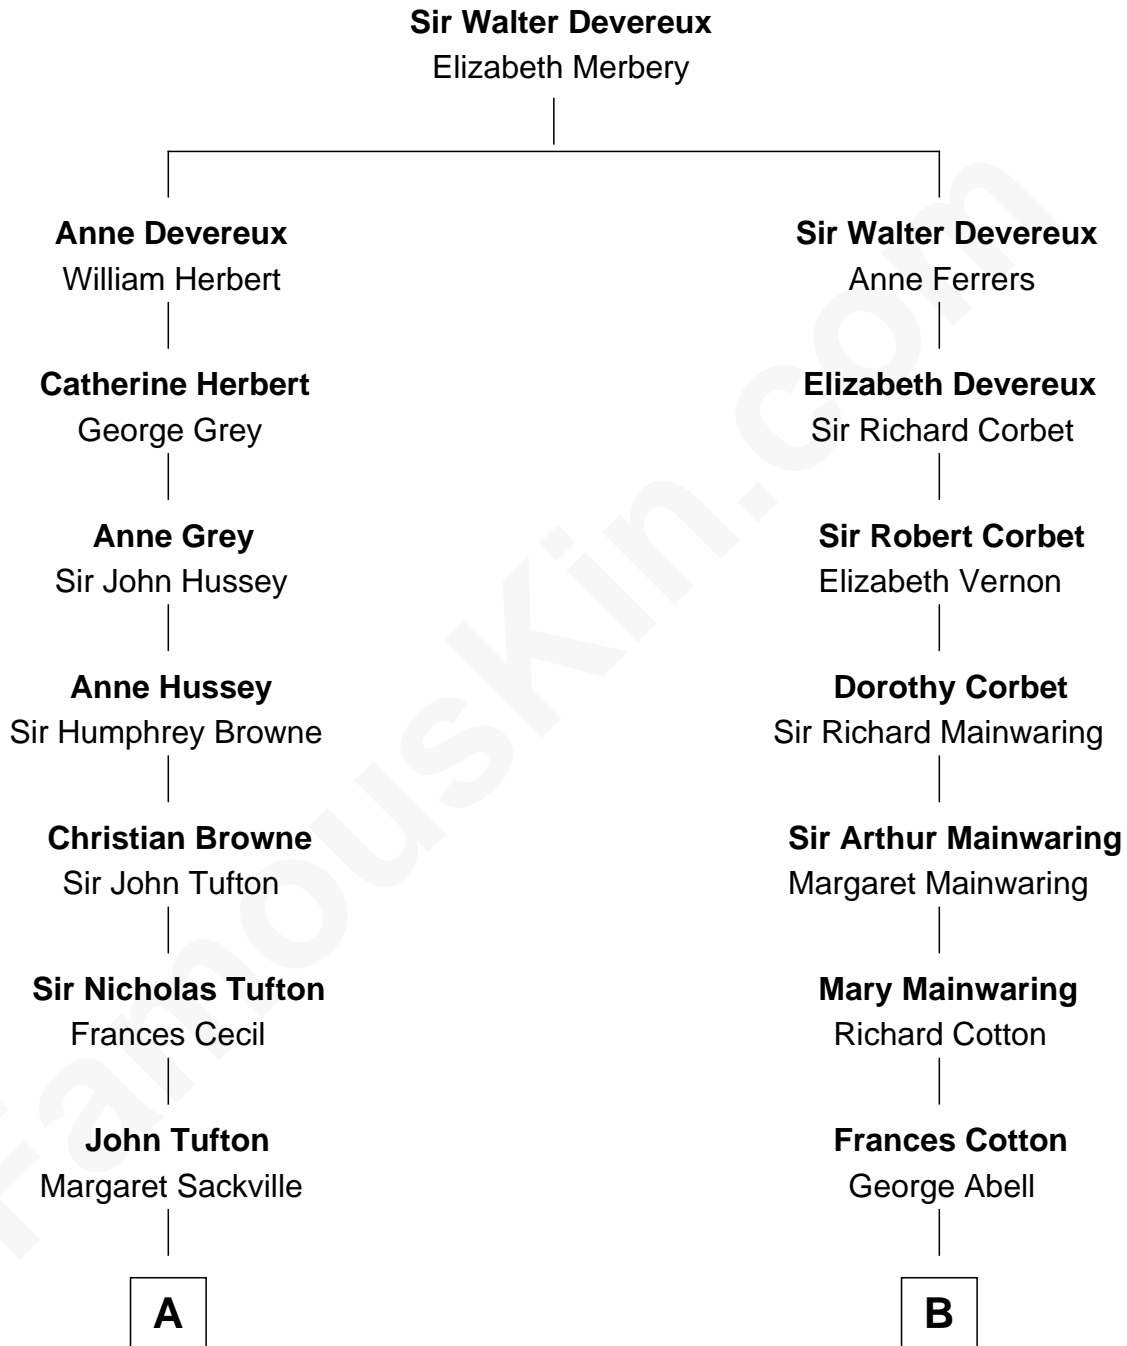 Sir Walter Devereux
Elizabeth Merbery
Anne Devereux
William Herbert
Sir Walter Devereux
Anne Ferrers
Catherine Herbert
George Grey
Elizabeth Devereux
Sir Richard Corbet
Anne Grey
Sir John Hussey
Sir Robert Corbet
Elizabeth Vernon
Anne Hussey
Sir Humphrey Browne
Dorothy Corbet
Sir Richard Mainwaring
Christian Browne
Sir John Tufton
Sir Arthur Mainwaring
Margaret Mainwaring
Sir Nicholas Tufton
Frances Cecil
Mary Mainwaring
Richard Cotton
John Tufton
Margaret Sackville
Frances Cotton
George Abell
A
B
FamousKin.com